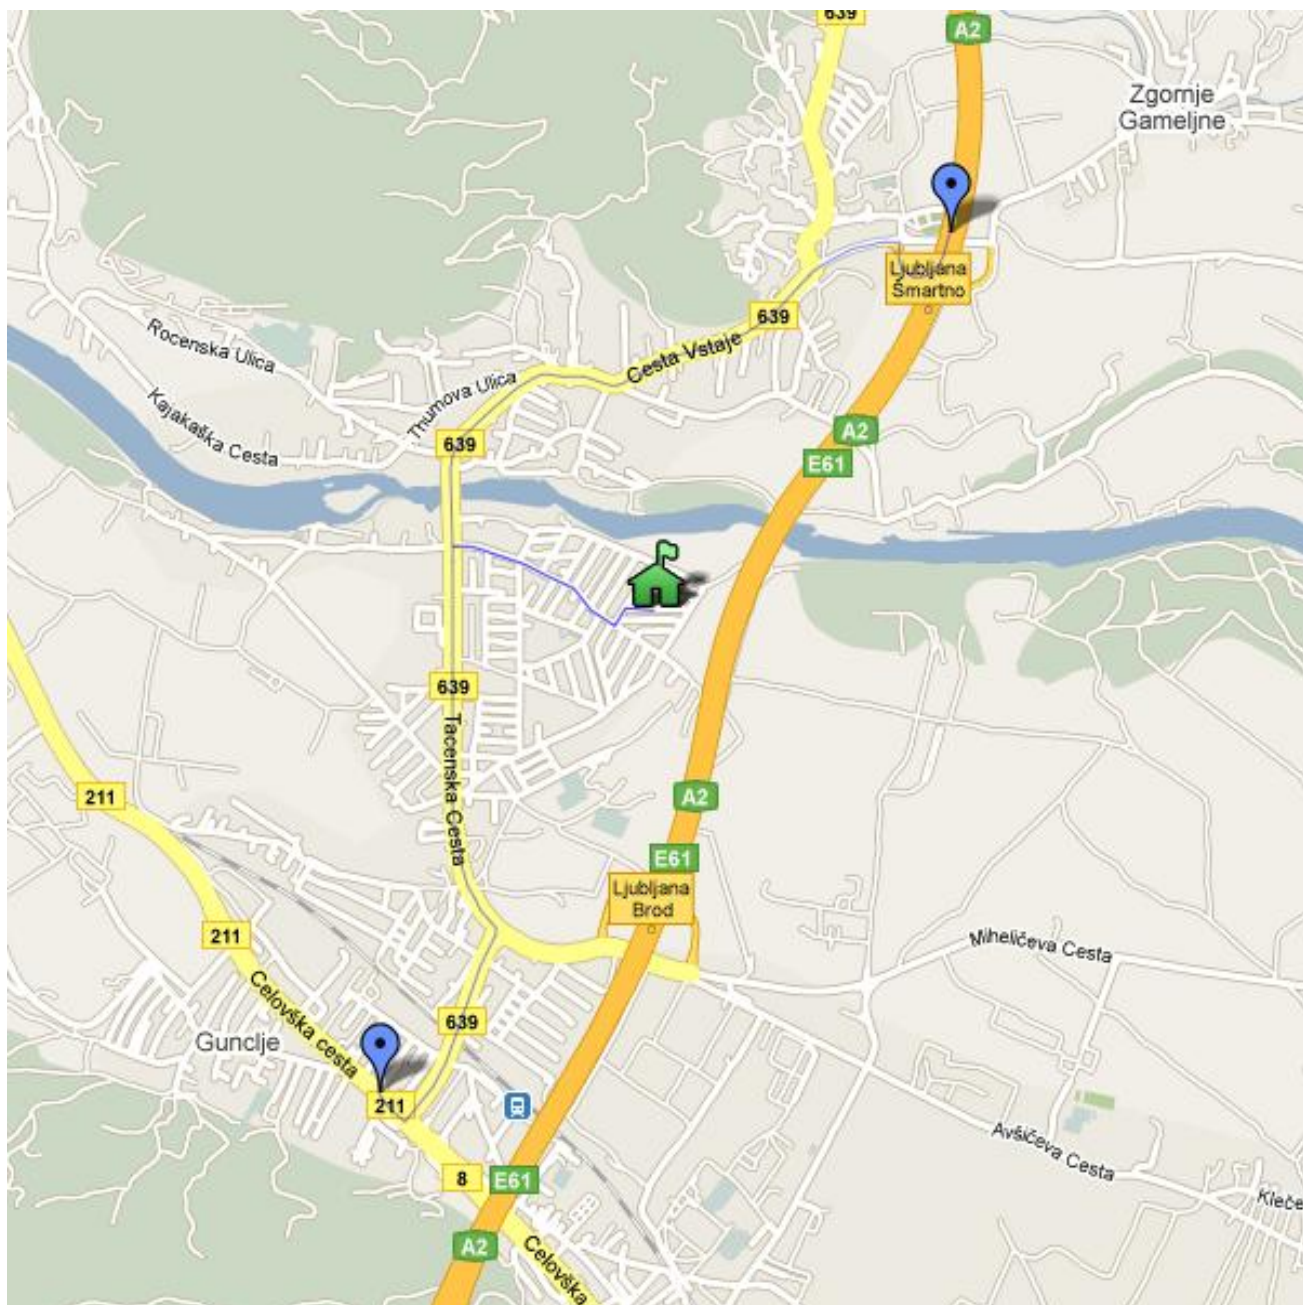 639
A2
Zgornje
Gameljne
Ljubljana
Šmartno
639
Rocenska Ulica
Cesta Vstaje
Thumova Ulica
Kajakaška Cesta
A2
639
E61
639
Tacenska Cesta
211
A2
E61
Ljubljana
Brod
211
Miheličeva Cesta
Celovška cesta
639
Gunclje
211
Avšičeva Cesta
8
E61
Kleče
A2
Celovška